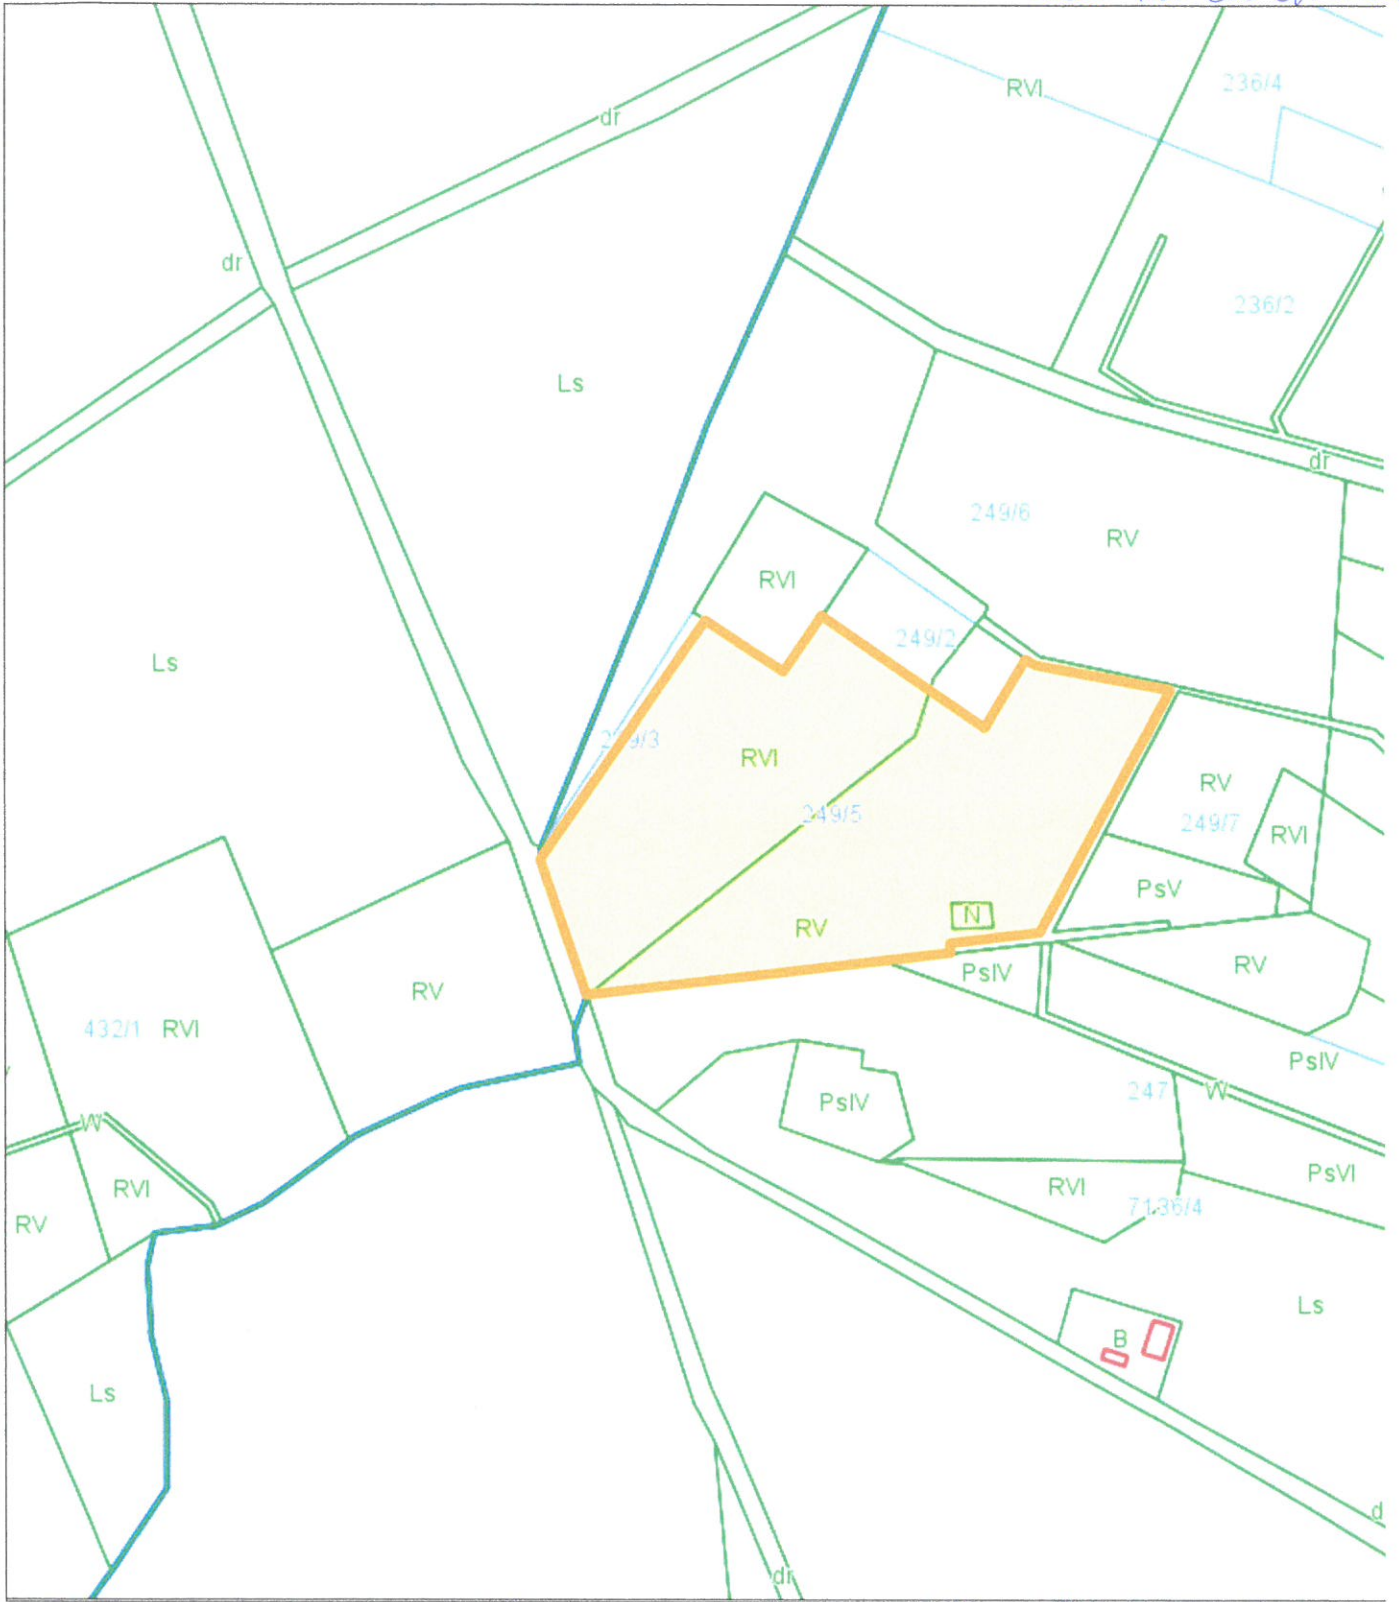 RVI
236/4
dr
dr
236/2
Ls
dr
249/6
RV
RVI
249/2
Ls
RVI
RV
249/5
249/7
RVI
PsV
N
RV
RV
PsIV
RV
432/1 RVI
PsIV
247
W
PsIV
W
RVI
RVI
PsVI
RV
7136/4
Ls
B
Ls
d
dr